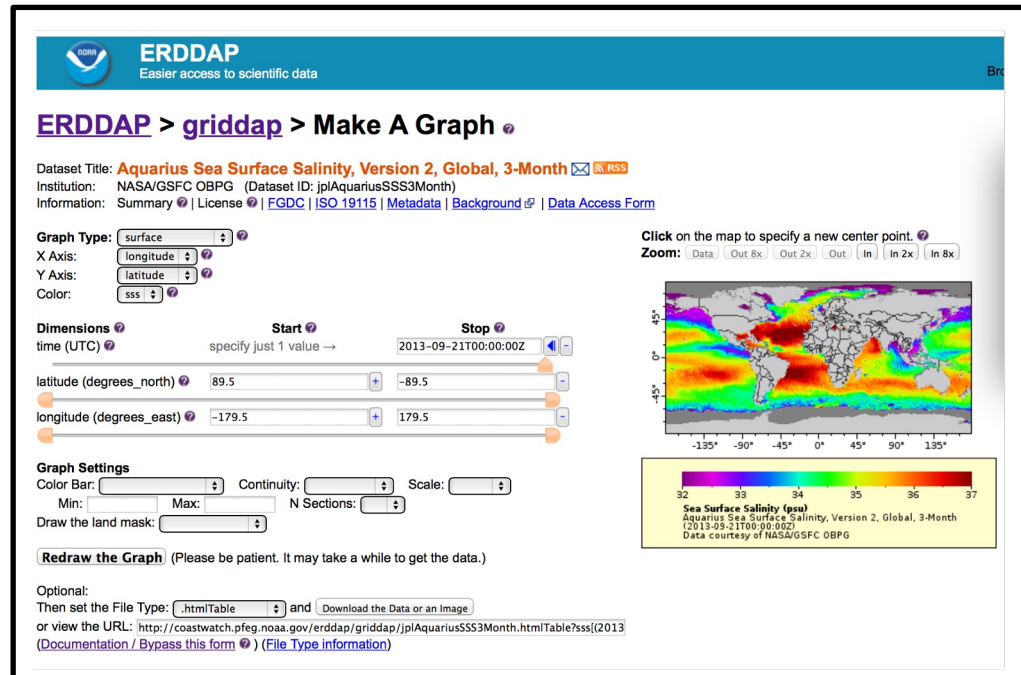 NOAA
ERDDAP
Easier access to scientific data
Bro
ERDDAP > griddap > Make A Graph ?
Dataset Title: Aquarius Sea Surface Salinity, Version 2, Global, 3-Month RSS
Institution: NASA/GSFC OBPG (Dataset ID: jplAquariusSSS3Month)
Information: Summary ? | License ? | FGDC | ISO 19115 | Metadata | Background | Data Access Form
Graph Type: surface ?
X Axis: longitude ?
Y Axis: latitude ?
Color: sss ?
Dimensions ? Start ? Stop ?
time (UTC) ? specify just 1 value → 2013-09-21T00:00:00Z -
latitude (degrees_north) ? 89.5 + -89.5 -
longitude (degrees_east) ? -179.5 + 179.5 -
Graph Settings
Color Bar: Continuity: Scale:
Min: Max: N Sections:
Draw the land mask:
Redraw the Graph (Please be patient. It may take a while to get the data.)
Optional:
Then set the File Type: .htmlTable and Download the Data or an Image
or view the URL: http://coastwatch.pfeg.noaa.gov/erddap/griddap/jplAquariusSSS3Month.htmlTable?sss[(2013
(Documentation / Bypass this form ? ) (File Type information)
Click on the map to specify a new center point. ?
Zoom: Data Out 8x Out 2x Out In In 2x In 8x
45°
0°
-45°
-135° -90° -45° 0° 45° 90° 135°
32 33 34 35 36 37
Sea Surface Salinity (psu)
Aquarius Sea Surface Salinity, Version 2, Global, 3-Month
(2013-09-21T00:00:00Z)
Data courtesy of NASA/GSFC OBPG